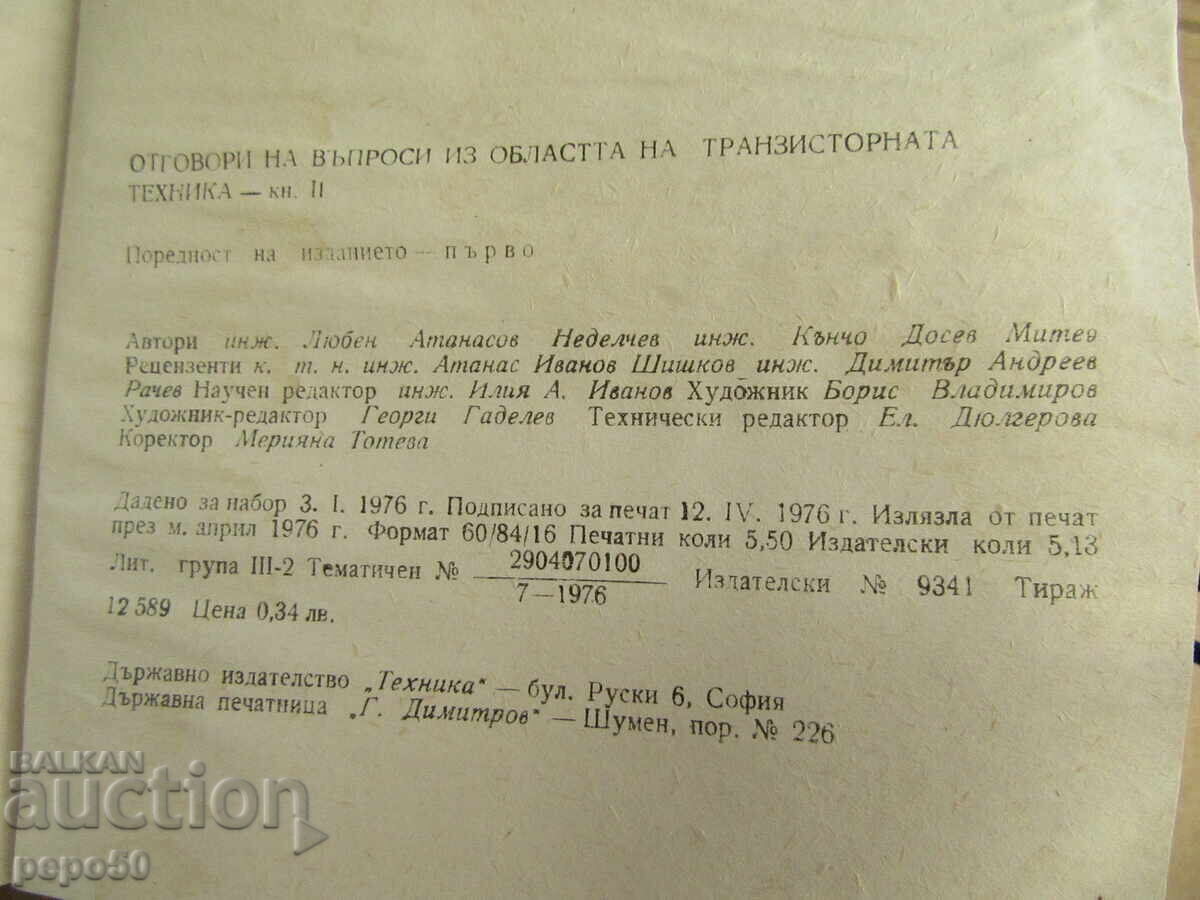 ОТГОВОРИ НА ВЪПРОСИ ИЗ ОБЛАСТТА НА ТРАНЗИСТОРНАТА
ТЕХНИКА — кн. II
Поредност на изданието — първо
Автори инж. Любен Атанасов Неделчев инж. Кънчо Досев Митев
Рецензенти к. т. н. инж. Атанас Иванов Шишков инж. Димитър Андреев
Рачев Научен редактор инж. Илия А. Иванов Художник Борис Владимиров
Художник-редактор Георги Гаделев Технически редактор Ел. Дюлгерова
Коректор Мерияна Тотева
Дадено за набор 3. I. 1976 г. Подписано за печат 12. IV. 1976 г. Излязла от печат
през м. април 1976 г. Формат 60/84/16 Печатни коли 5,50 Издателски коли 5,13
Лит. група III-2 Тематичен № 2904070100 Издателски № 9341 Тираж
7—1976
12 589 Цена 0,34 лв.
Държавно издателство „Техника“ — бул. Руски 6, София
Държавна печатница „Г. Димитров“ — Шумен, пор. № 226
BALKAN
auction
pepo50